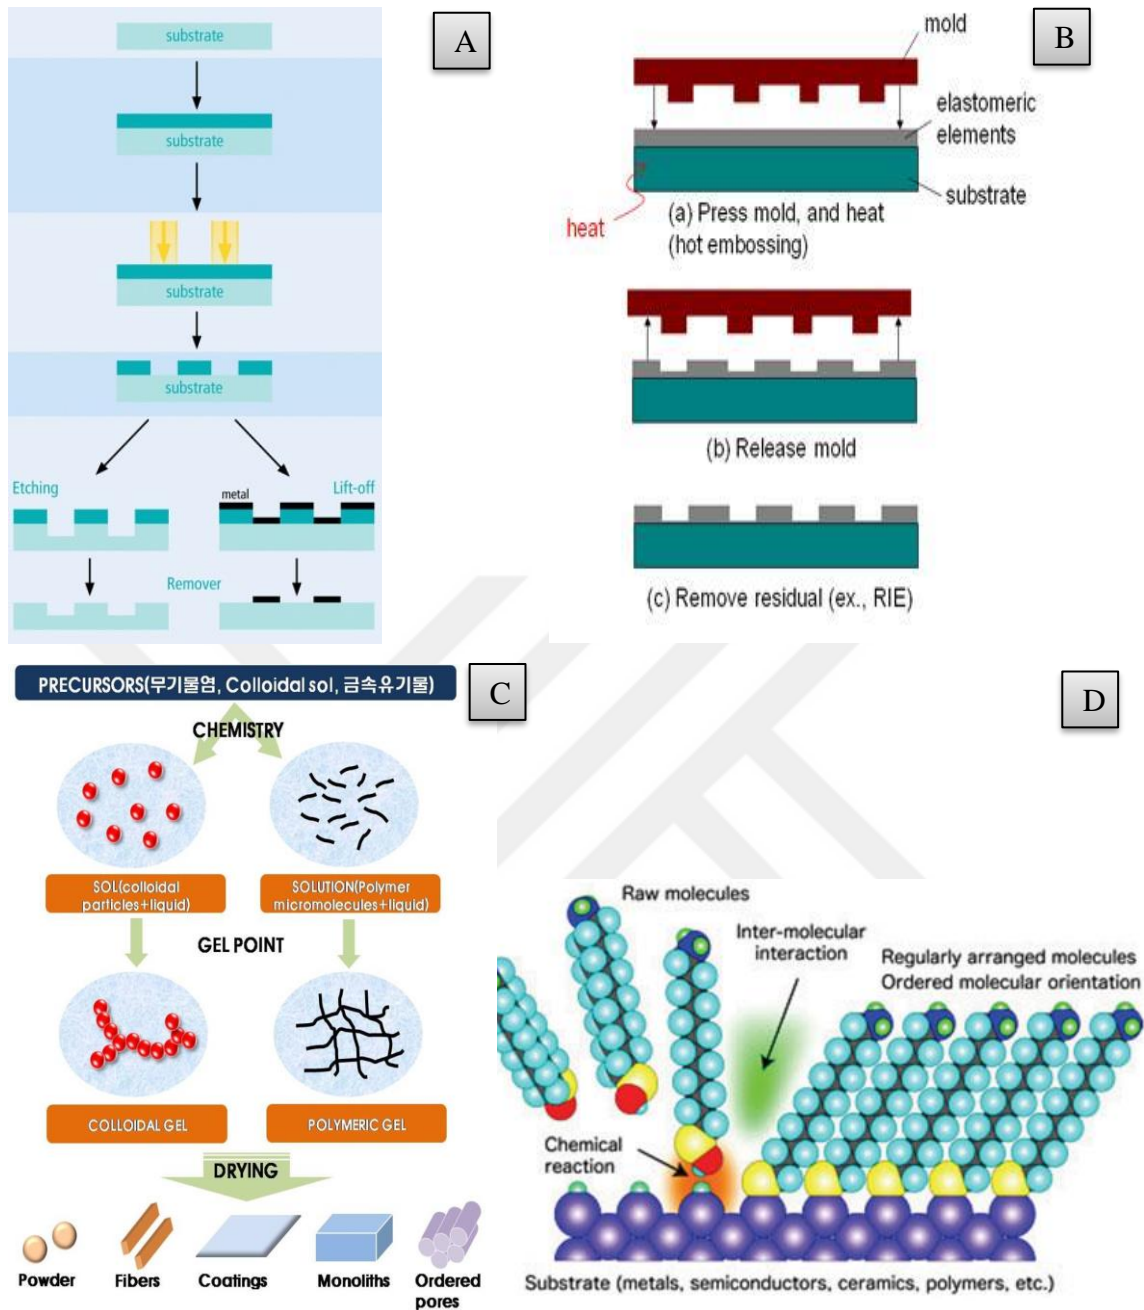 A
substrate
substrate
substrate
substrate
Etching
metal
Lift-off
Remover
B
mold
elastomeric
elements
substrate
heat
(a) Press mold, and heat
(hot embossing)
(b) Release mold
(c) Remove residual (ex., RIE)
C
PRECURSORS(무기물염, Colloidal sol, 금속유기물)
CHEMISTRY
SOL(colloidal
particles+liquid)
SOLUTION(Polymer
micromolecules+liquid)
GEL POINT
COLLOIDAL GEL
POLYMERIC GEL
DRYING
Powder
Fibers
Coatings
Monoliths
Ordered
pores
D
Raw molecules
Inter-molecular
interaction
Regularly arranged molecules
Ordered molecular orientation
Chemical
reaction
Substrate (metals, semiconductors, ceramics, polymers, etc.)